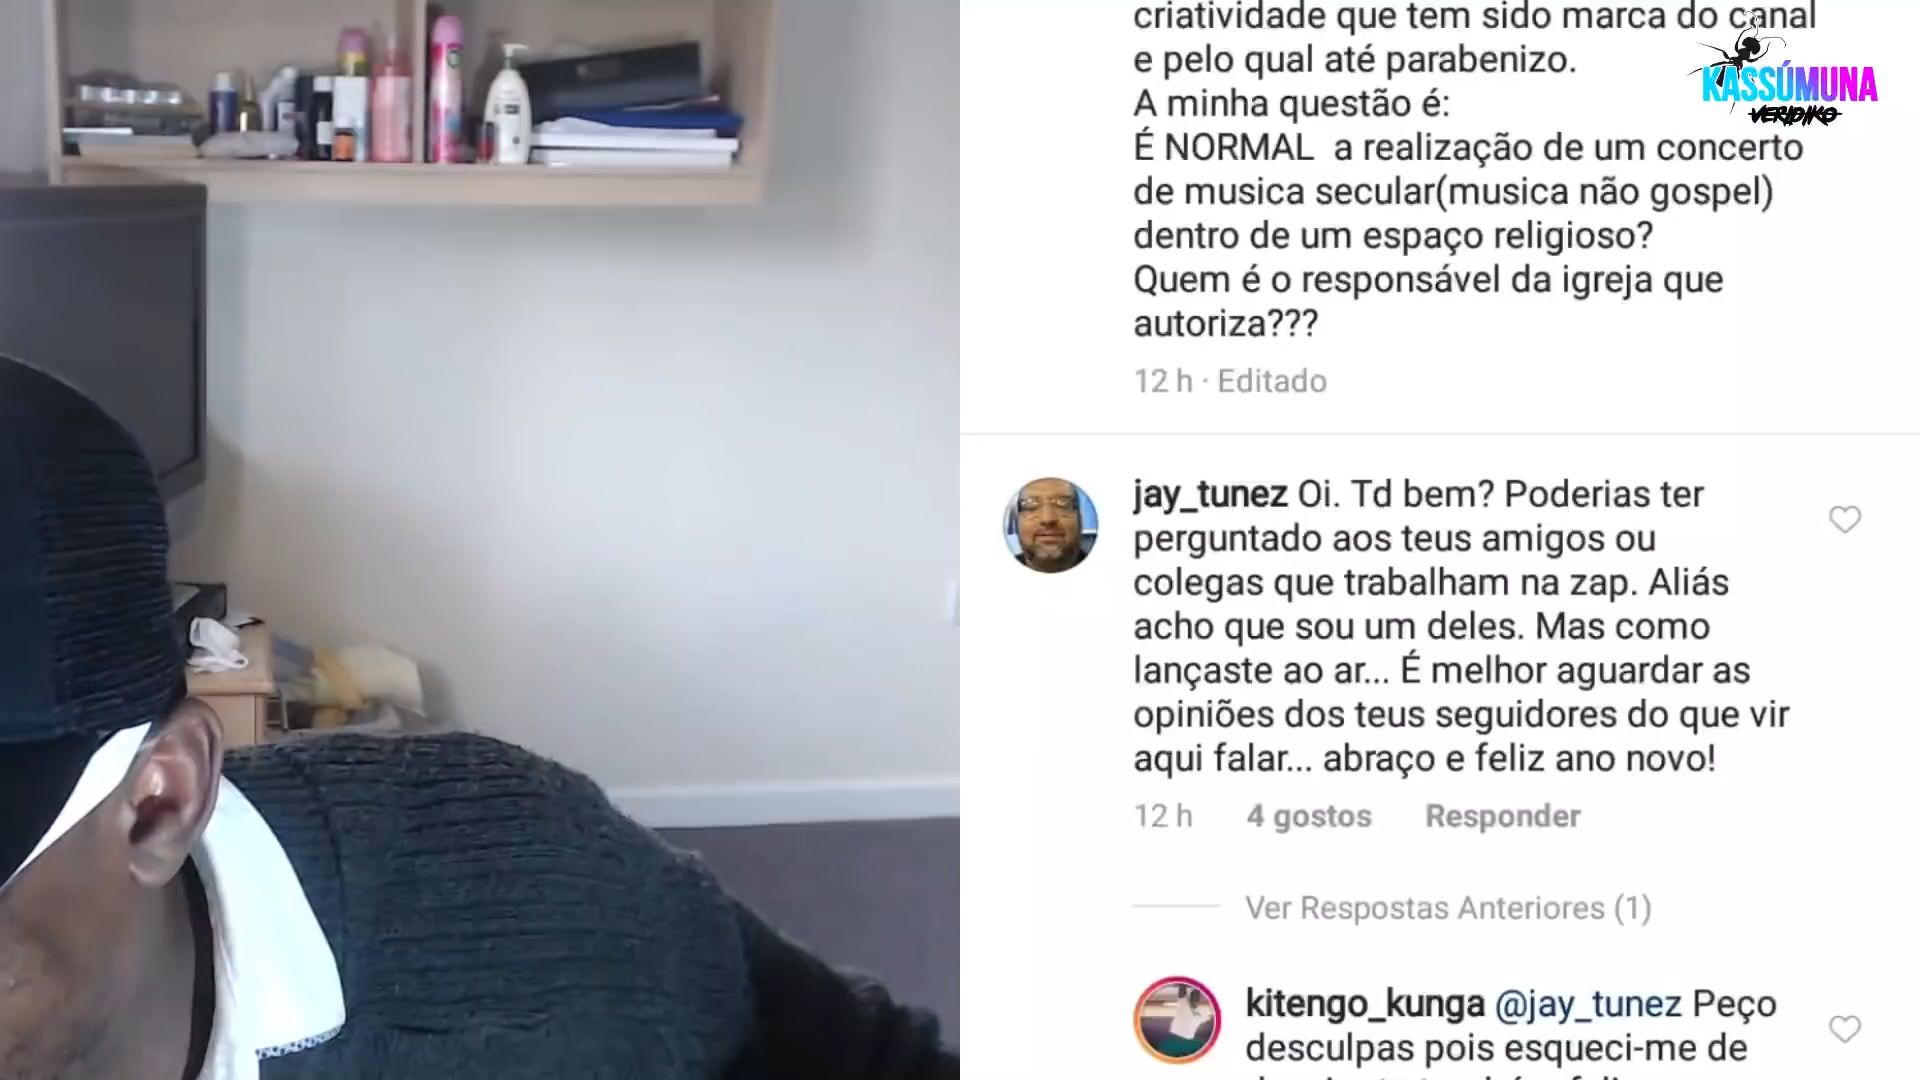 criatividade que tem sido marca do canal
e pelo qual até parabenizo.
A minha questão é:
É NORMAL a realização de um concerto
de musica secular(musica não gospel)
dentro de um espaço religioso?
Quem é o responsável da igreja que
autoriza???
12 h · Editado
KASSÚMUNA
VERIDIKO
jay_tunez Oi. Td bem? Poderias ter
perguntado aos teus amigos ou
colegas que trabalham na zap. Aliás
acho que sou um deles. Mas como
lançaste ao ar... É melhor aguardar as
opiniões dos teus seguidores do que vir
aqui falar... abraço e feliz ano novo!
12 h 4 gostos Responder
Ver Respostas Anteriores (1)
kitengo_kunga @jay_tunez Peço
desculpas pois esqueci-me de